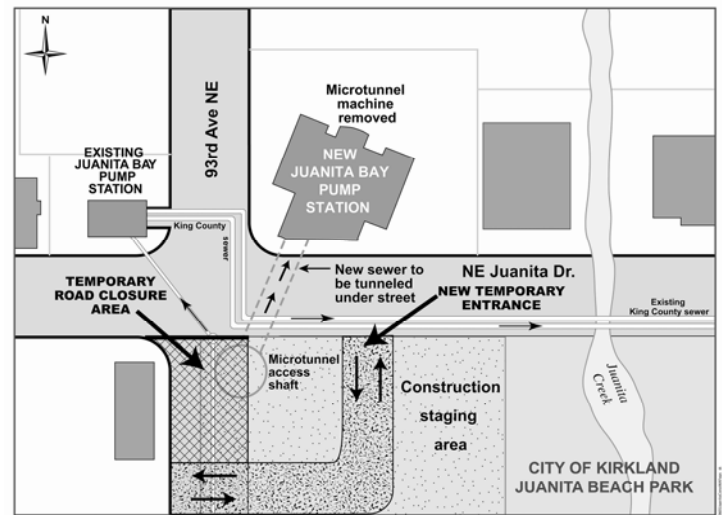 N
93rd Ave NE
Microtunnel
machine
removed
EXISTING
JUANITA BAY
PUMP
STATION
NEW
JUANITA BAY
PUMP
STATION
King County
sewer
TEMPORARY
ROAD CLOSURE
AREA
New sewer to
be tunneled
under street
NE Juanita Dr.
NEW TEMPORARY
ENTRANCE
Existing
King County sewer
Microtunnel
access
shaft
Construction
staging
area
Juanita
Creek
CITY OF KIRKLAND
JUANITA BEACH PARK